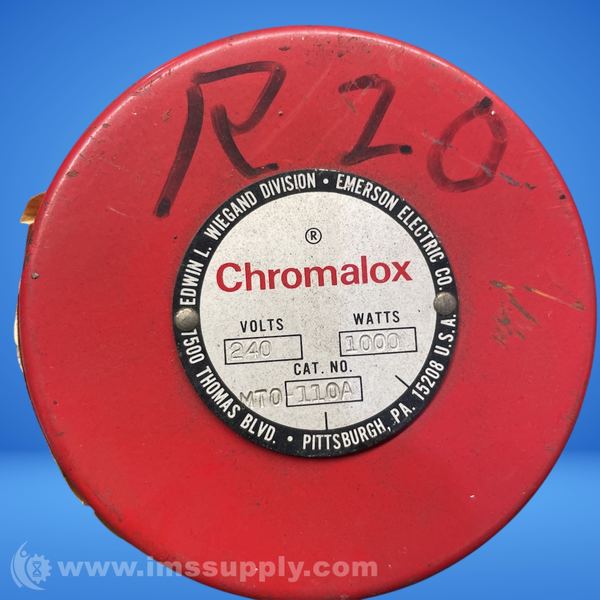 R20
EDWIN L. WIEGAND DIVISION • EMERSON ELECTRIC CO.
7500 THOMAS BLVD. • PITTSBURGH, PA. 15208 U.S.A.
®
Chromalox
VOLTS WATTS
240 1000
CAT. NO.
MTO-110A
www.imssupply.com